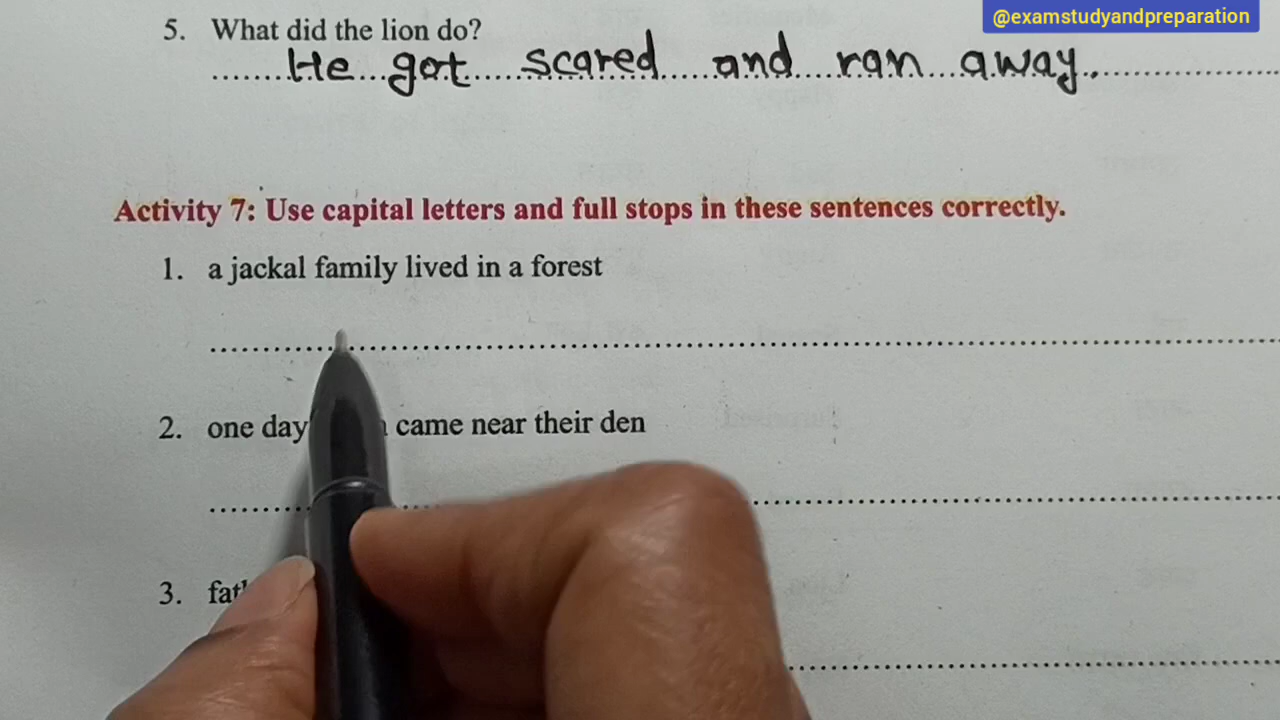 @examstudyandpreparation
5. What did the lion do?
He got scared and ran away.
Activity 7: Use capital letters and full stops in these sentences correctly.
1. a jackal family lived in a forest
2. one day came near their den
3.